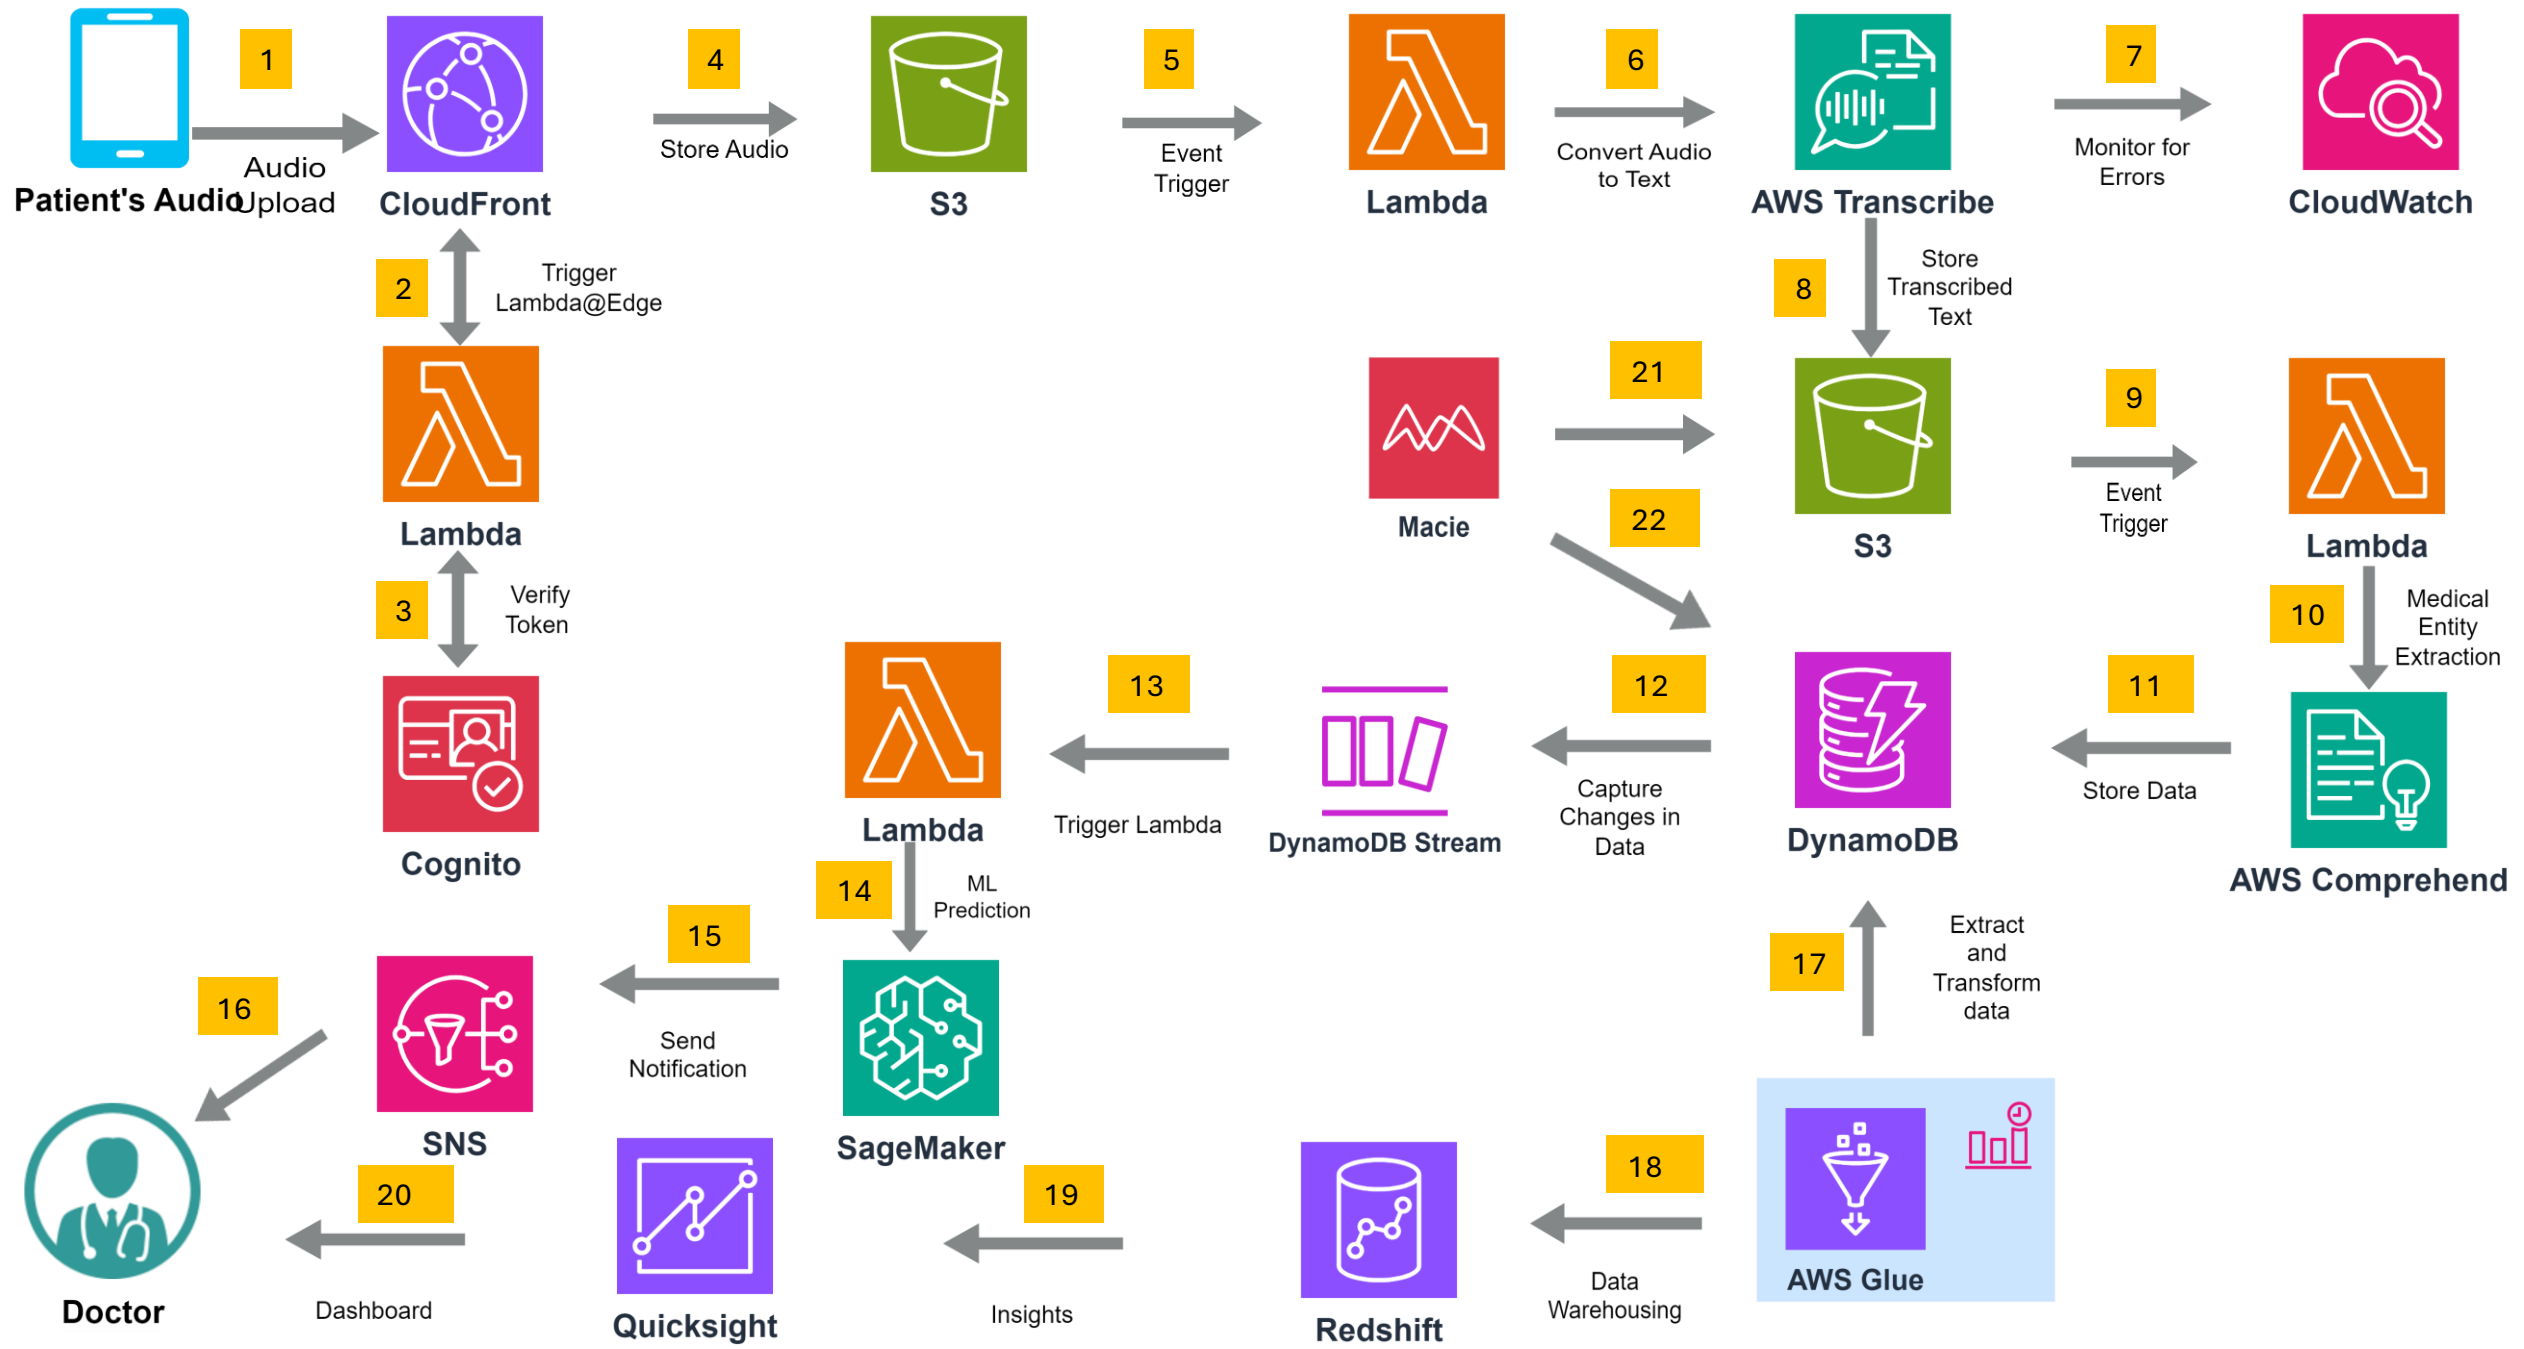 1
4
5
6
7
Patient's Audio
Audio
Upload
CloudFront
Store Audio
S3
Event
Trigger
Lambda
Convert Audio
to Text
AWS Transcribe
Monitor for
Errors
CloudWatch
2
Trigger
Lambda@Edge
8
Store
Transcribed
Text
Lambda
3
Verify
Token
Cognito
Macie
21
22
S3
9
Event
Trigger
Lambda
10
Medical
Entity
Extraction
AWS Comprehend
11
Store Data
DynamoDB
12
Capture
Changes in
Data
DynamoDB Stream
13
Trigger Lambda
Lambda
14
ML
Prediction
SageMaker
15
Send
Notification
SNS
16
Doctor
17
Extract
and
Transform
data
AWS Glue
18
Data
Warehousing
Redshift
19
Insights
Quicksight
20
Dashboard